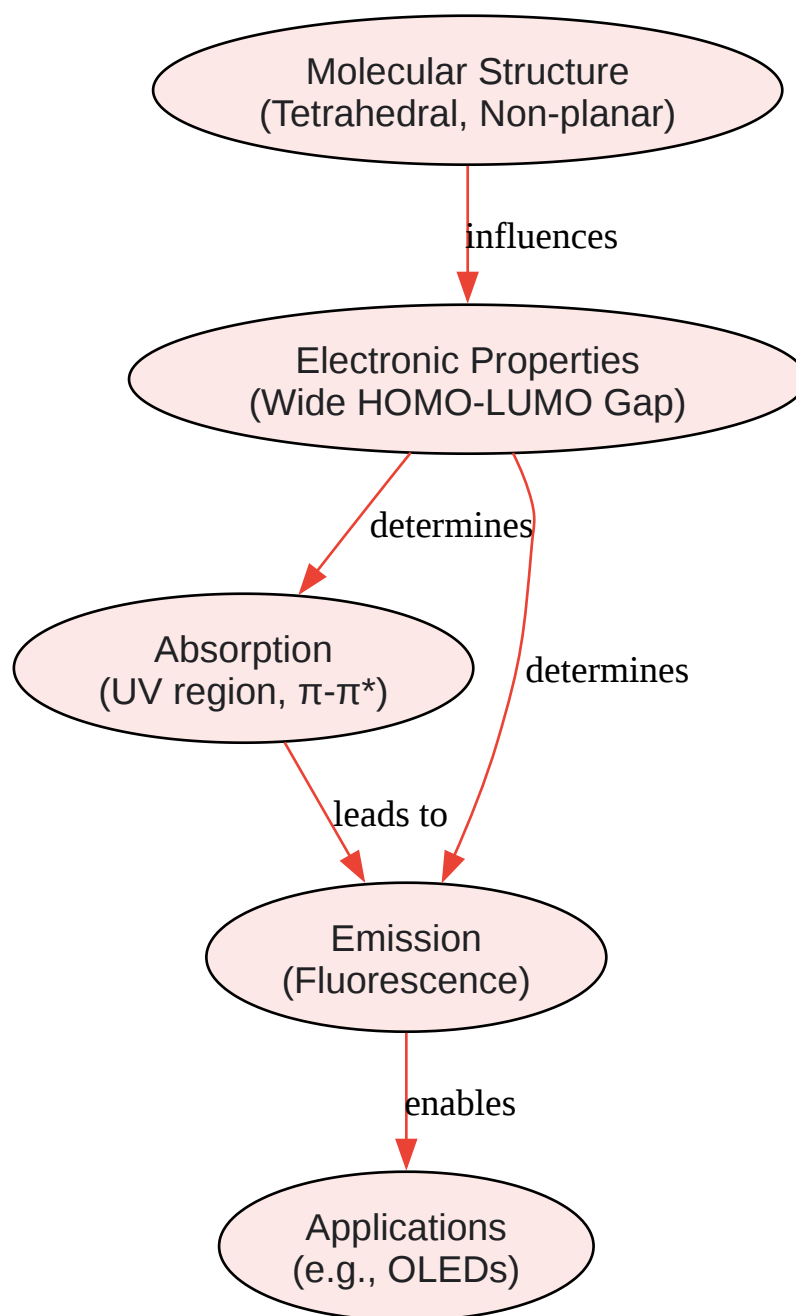 Molecular Structure
(Tetrahedral, Non-planar)
influences
Electronic Properties
(Wide HOMO-LUMO Gap)
determines
Absorption
(UV region, π-π*)
determines
leads to
Emission
(Fluorescence)
enables
Applications
(e.g., OLEDs)